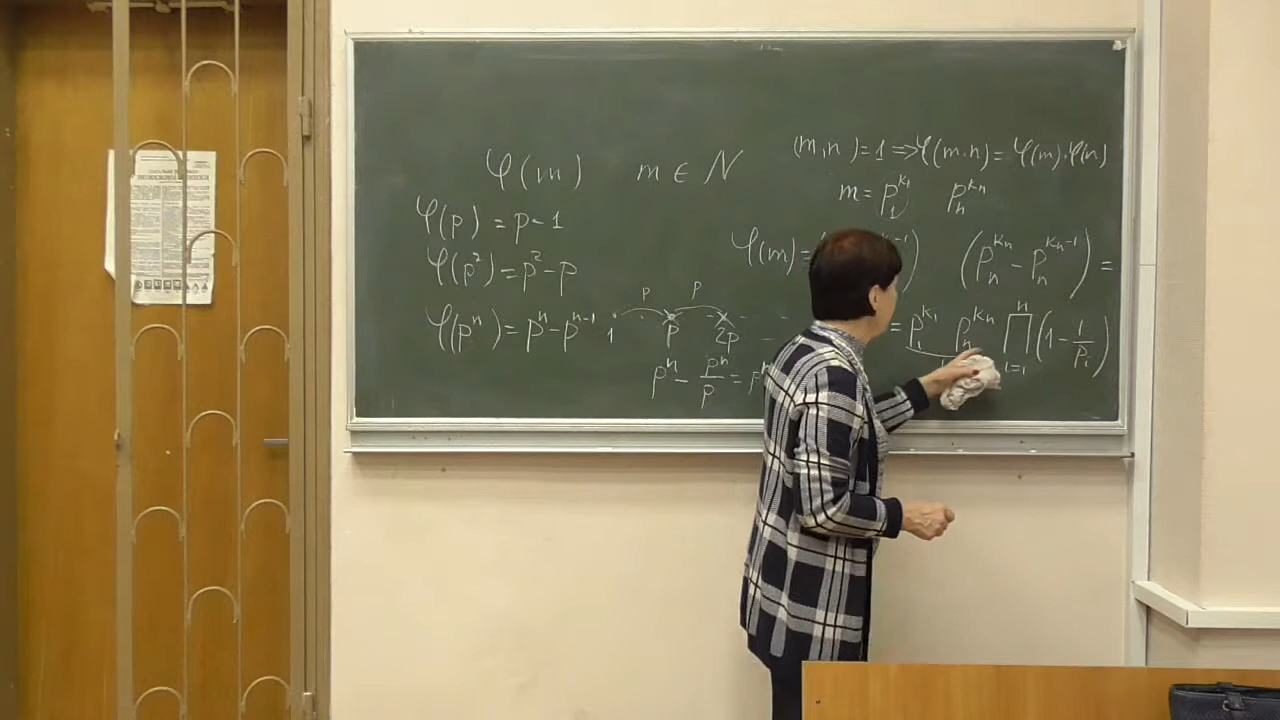 φ(m) m ∈ N
φ(p) = p - 1
φ(p²) = p² - p
φ(pⁿ) = pⁿ - pⁿ⁻¹
p p
1 p 2p
pⁿ - pⁿ/p = p
(m,n) = 1 ⇒ φ(m·n) = φ(m)·φ(n)
m = p₁^k₁ pₙ^kₙ
φ(m) = ) (pₙ^kₙ - pₙ^(kₙ-1)) =
= p₁^k₁ pₙ^kₙ ∏_{i=1}^{n} (1 - 1/pᵢ)